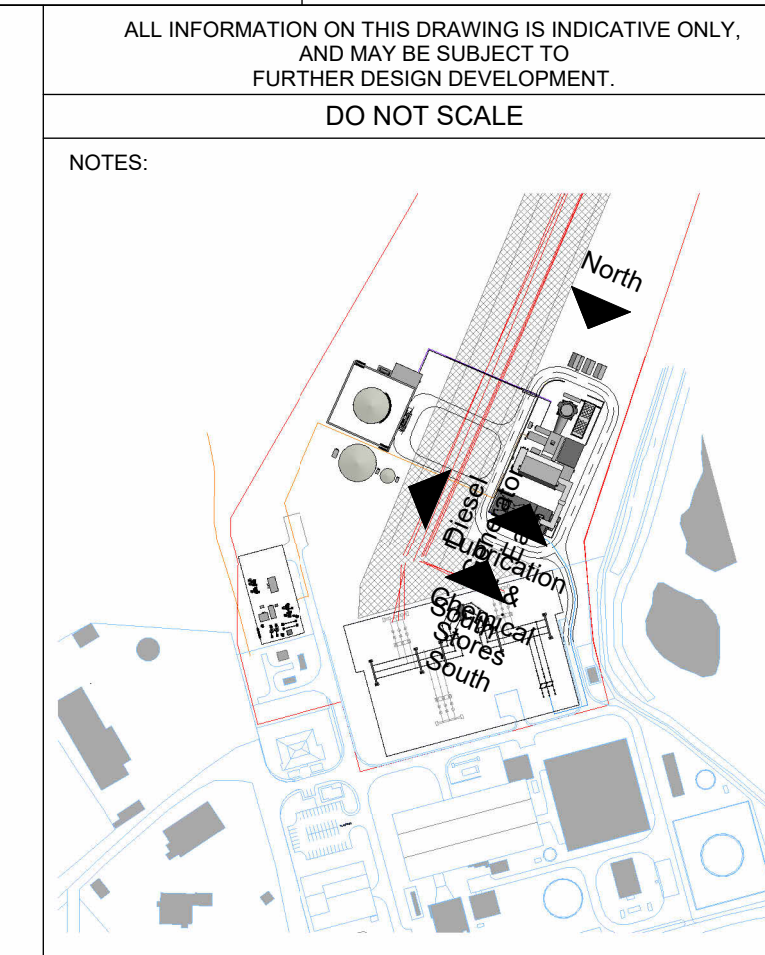 ALL INFORMATION ON THIS DRAWING IS INDICATIVE ONLY,
AND MAY BE SUBJECT TO
FURTHER DESIGN DEVELOPMENT.
DO NOT SCALE
NOTES:
North
Diesel
Generator
Lubrication
&
Chemical
Stores
South
South